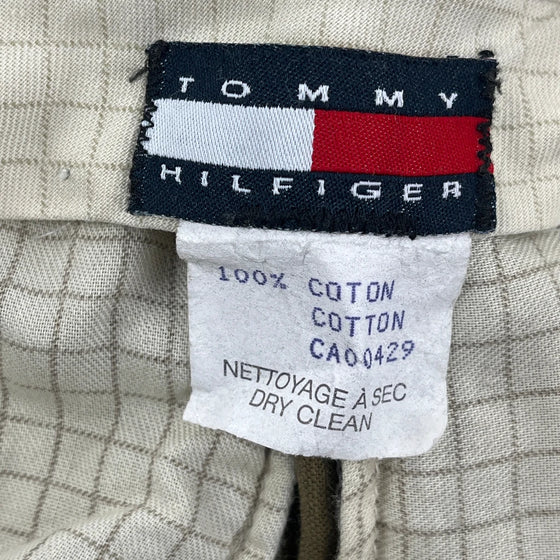 TOMMY
HILFIGER
100% COTON
COTTON
CA00429
NETTOYAGE À SEC
DRY CLEAN